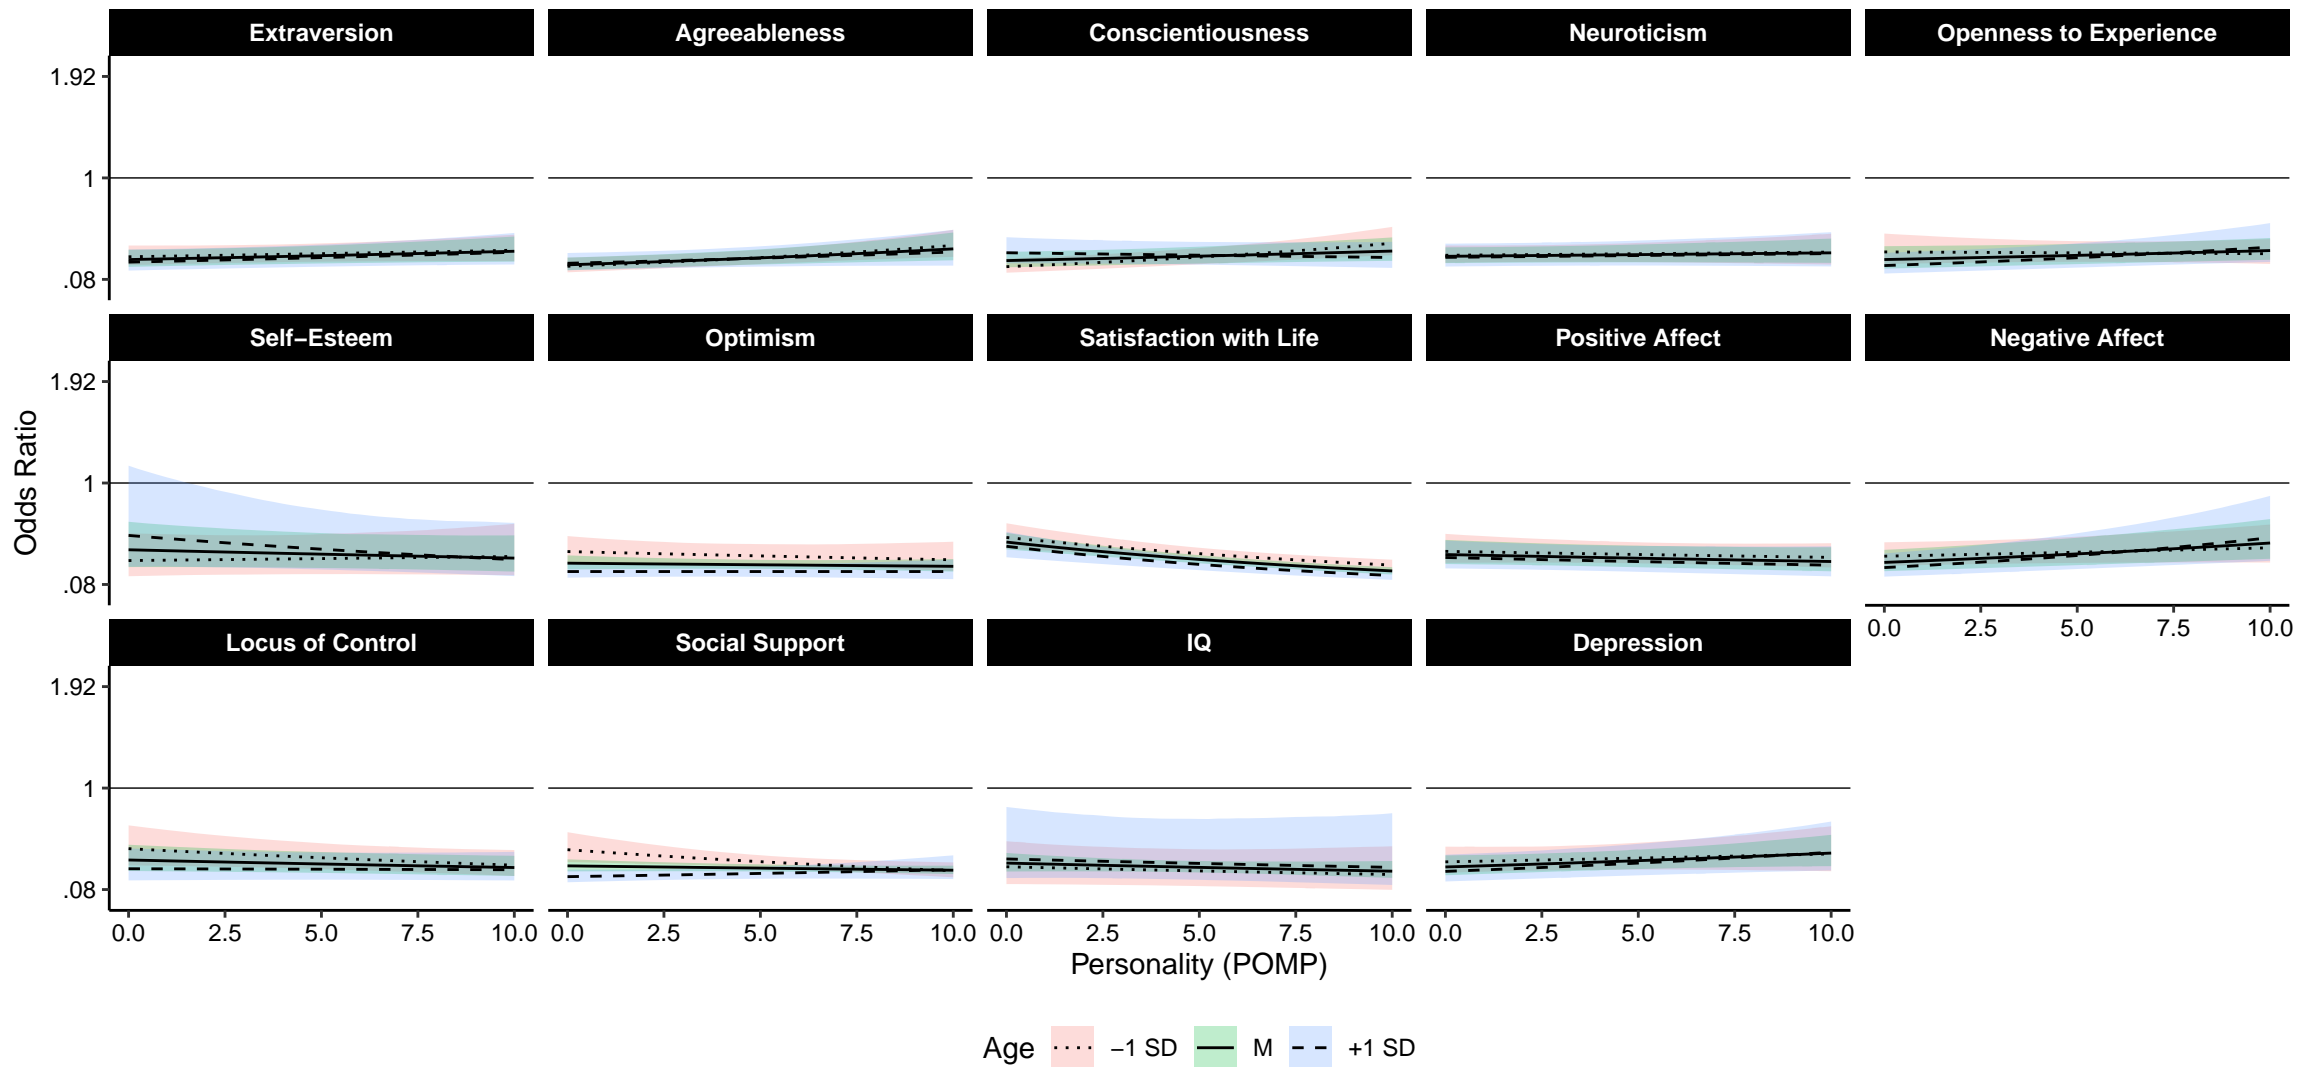 Extraversion Agreeableness Conscientiousness Neuroticism Openness to Experience
1.92
1
.08
Self−Esteem Optimism Satisfaction with Life Positive Affect Negative Affect
1.92
1
.08
0.0 2.5 5.0 7.5 10.0
Locus of Control Social Support IQ Depression
1.92
1
.08
0.0 2.5 5.0 7.5 10.0 0.0 2.5 5.0 7.5 10.0 0.0 2.5 5.0 7.5 10.0 0.0 2.5 5.0 7.5 10.0
Odds Ratio
Personality (POMP)
Age −1 SD M +1 SD